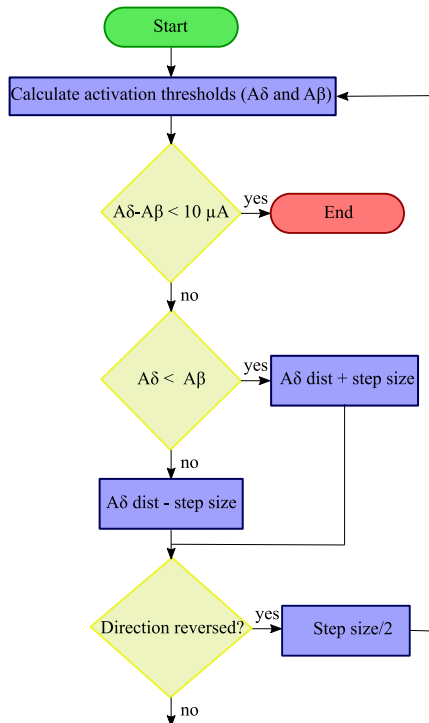 Start
Calculate activation thresholds (Aδ and Aβ)
Aδ-Aβ < 10 µA
yes
End
no
Aδ < Aβ
yes
Aδ dist + step size
no
Aδ dist - step size
Direction reversed?
yes
Step size/2
no